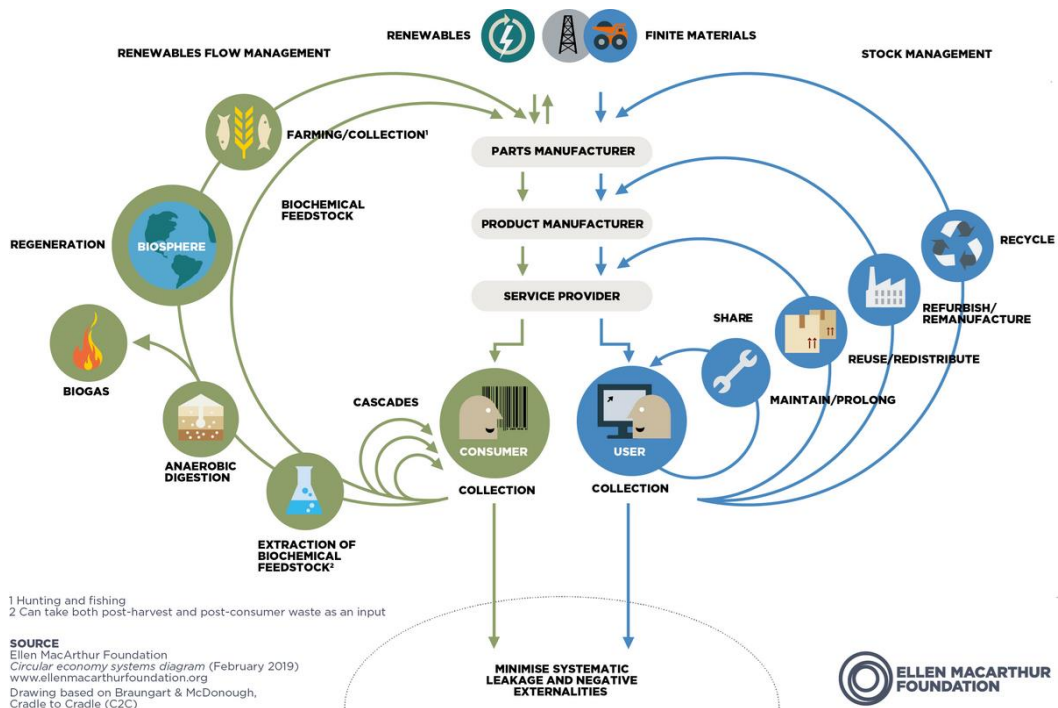 RENEWABLES
FINITE MATERIALS
RENEWABLES FLOW MANAGEMENT
STOCK MANAGEMENT
FARMING/COLLECTION¹
PARTS MANUFACTURER
BIOCHEMICAL
FEEDSTOCK
PRODUCT MANUFACTURER
REGENERATION
BIOSPHERE
RECYCLE
SERVICE PROVIDER
SHARE
REFURBISH/
REMANUFACTURE
REUSE/REDISTRIBUTE
BIOGAS
CASCADES
MAINTAIN/PROLONG
CONSUMER
USER
ANAEROBIC
DIGESTION
COLLECTION
COLLECTION
EXTRACTION OF
BIOCHEMICAL
FEEDSTOCK²
1 Hunting and fishing
2 Can take both post-harvest and post-consumer waste as an input
SOURCE
Ellen MacArthur Foundation
Circular economy systems diagram (February 2019)
www.ellenmacarthurfoundation.org
Drawing based on Braungart & McDonough,
Cradle to Cradle (C2C)
MINIMISE SYSTEMATIC
LEAKAGE AND NEGATIVE
EXTERNALITIES
ELLEN MACARTHUR
FOUNDATION